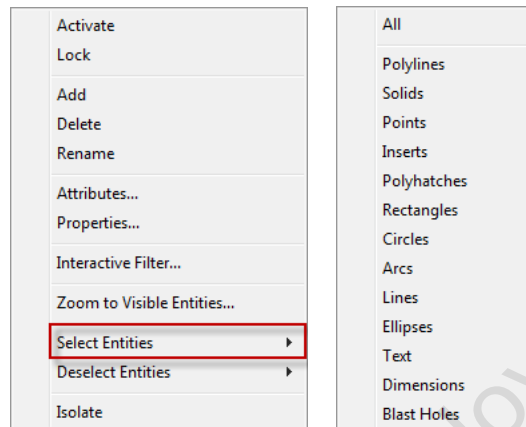 Activate
Lock
Add
Delete
Rename
Attributes...
Properties...
Interactive Filter...
Zoom to Visible Entities...
Select Entities
Deselect Entities
Isolate
All
Polylines
Solids
Points
Inserts
Polyhatches
Rectangles
Circles
Arcs
Lines
Ellipses
Text
Dimensions
Blast Holes